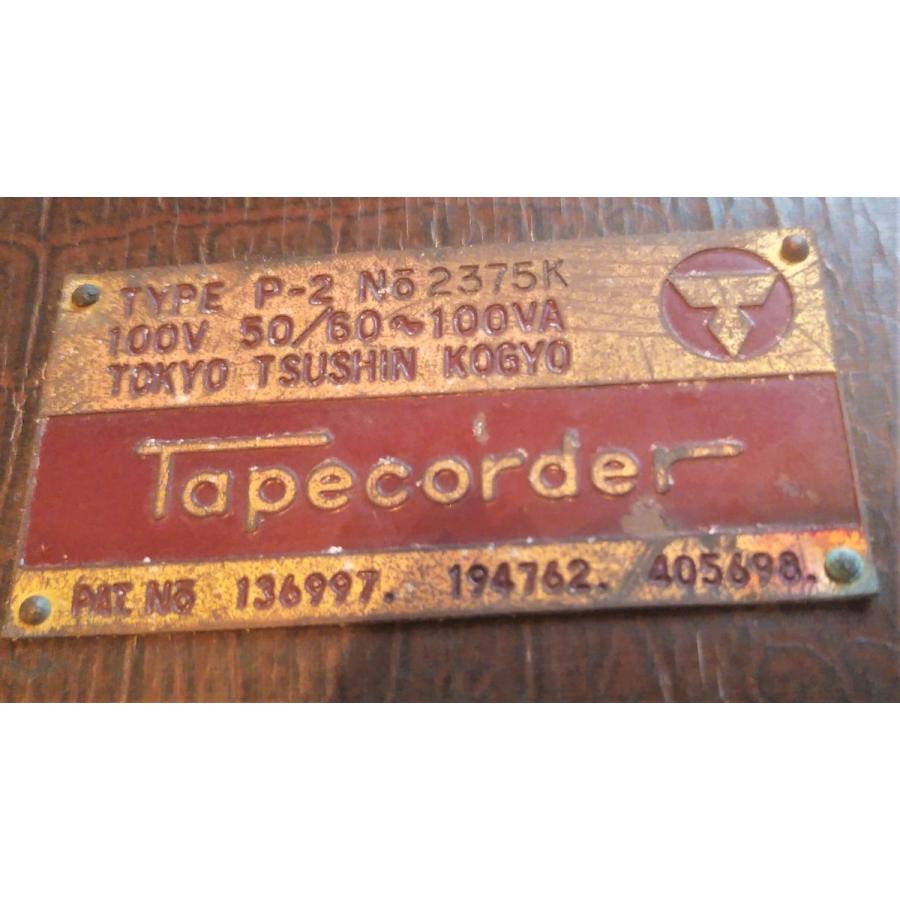 TYPE P-2 Nō 2375K
100V 50/60~100VA
TOKYO TSUSHIN KOGYO
Tapecorder
PAT. Nō 136997. 194762. 405698.